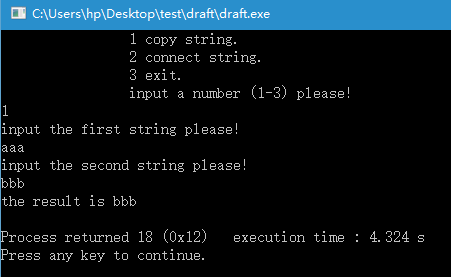 C:\Users\hp\Desktop\test\draft\draft.exe
1 copy string.
2 connect string.
3 exit.
input a number (1-3) please!
1
input the first string please!
aaa
input the second string please!
bbb
the result is bbb
Process returned 18 (0x12)   execution time : 4.324 s
Press any key to continue.